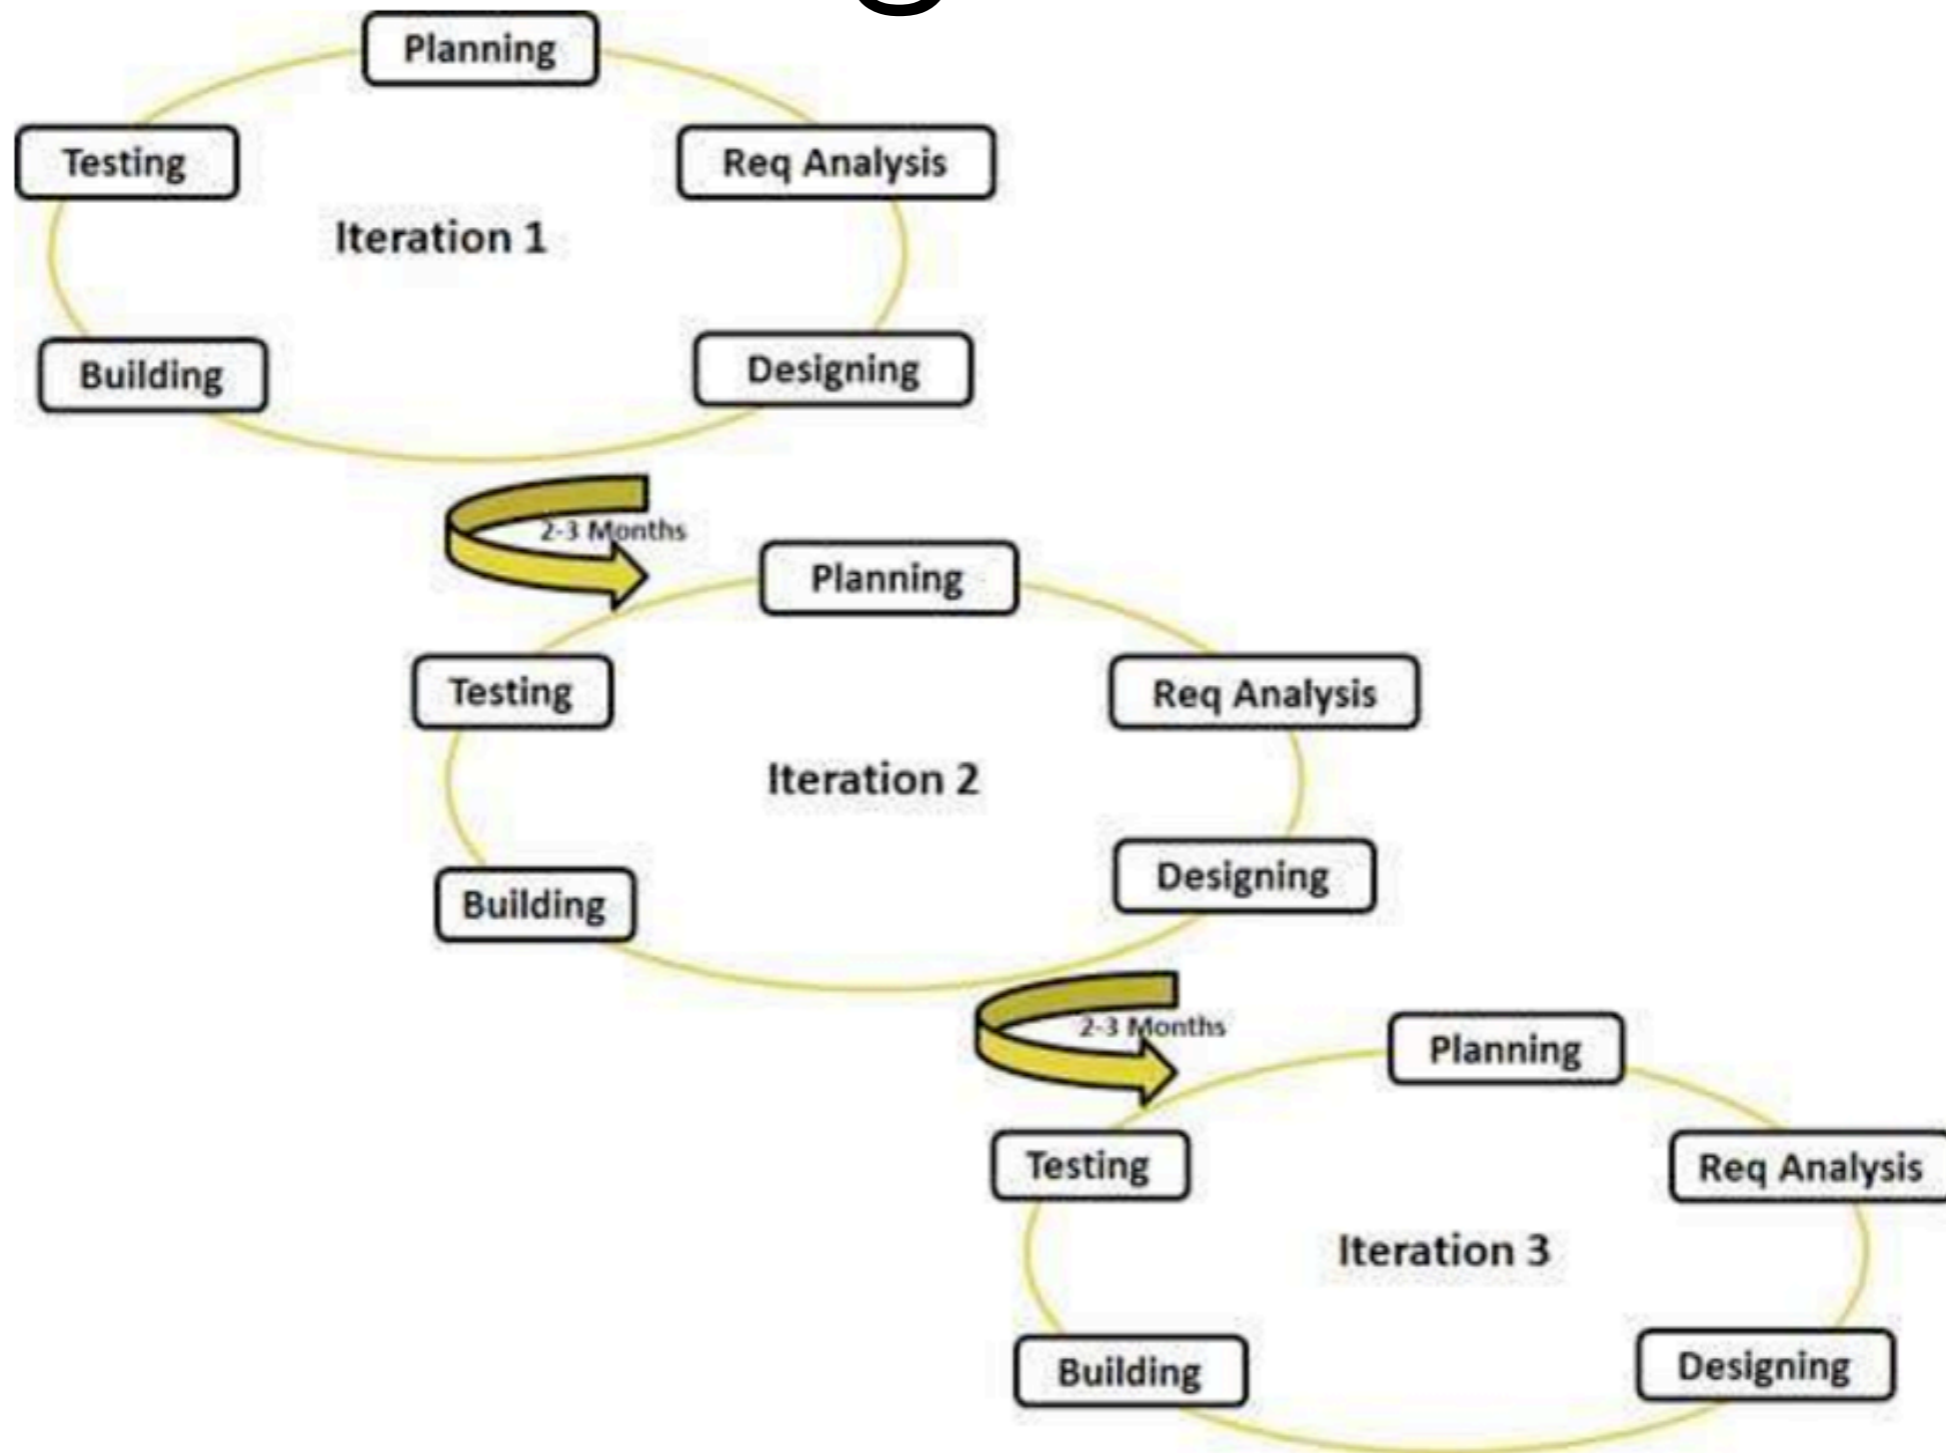 Planning
Testing
Req Analysis
Iteration 1
Building
Designing
2-3 Months
Planning
Testing
Req Analysis
Iteration 2
Building
Designing
2-3 Months
Planning
Testing
Req Analysis
Iteration 3
Building
Designing